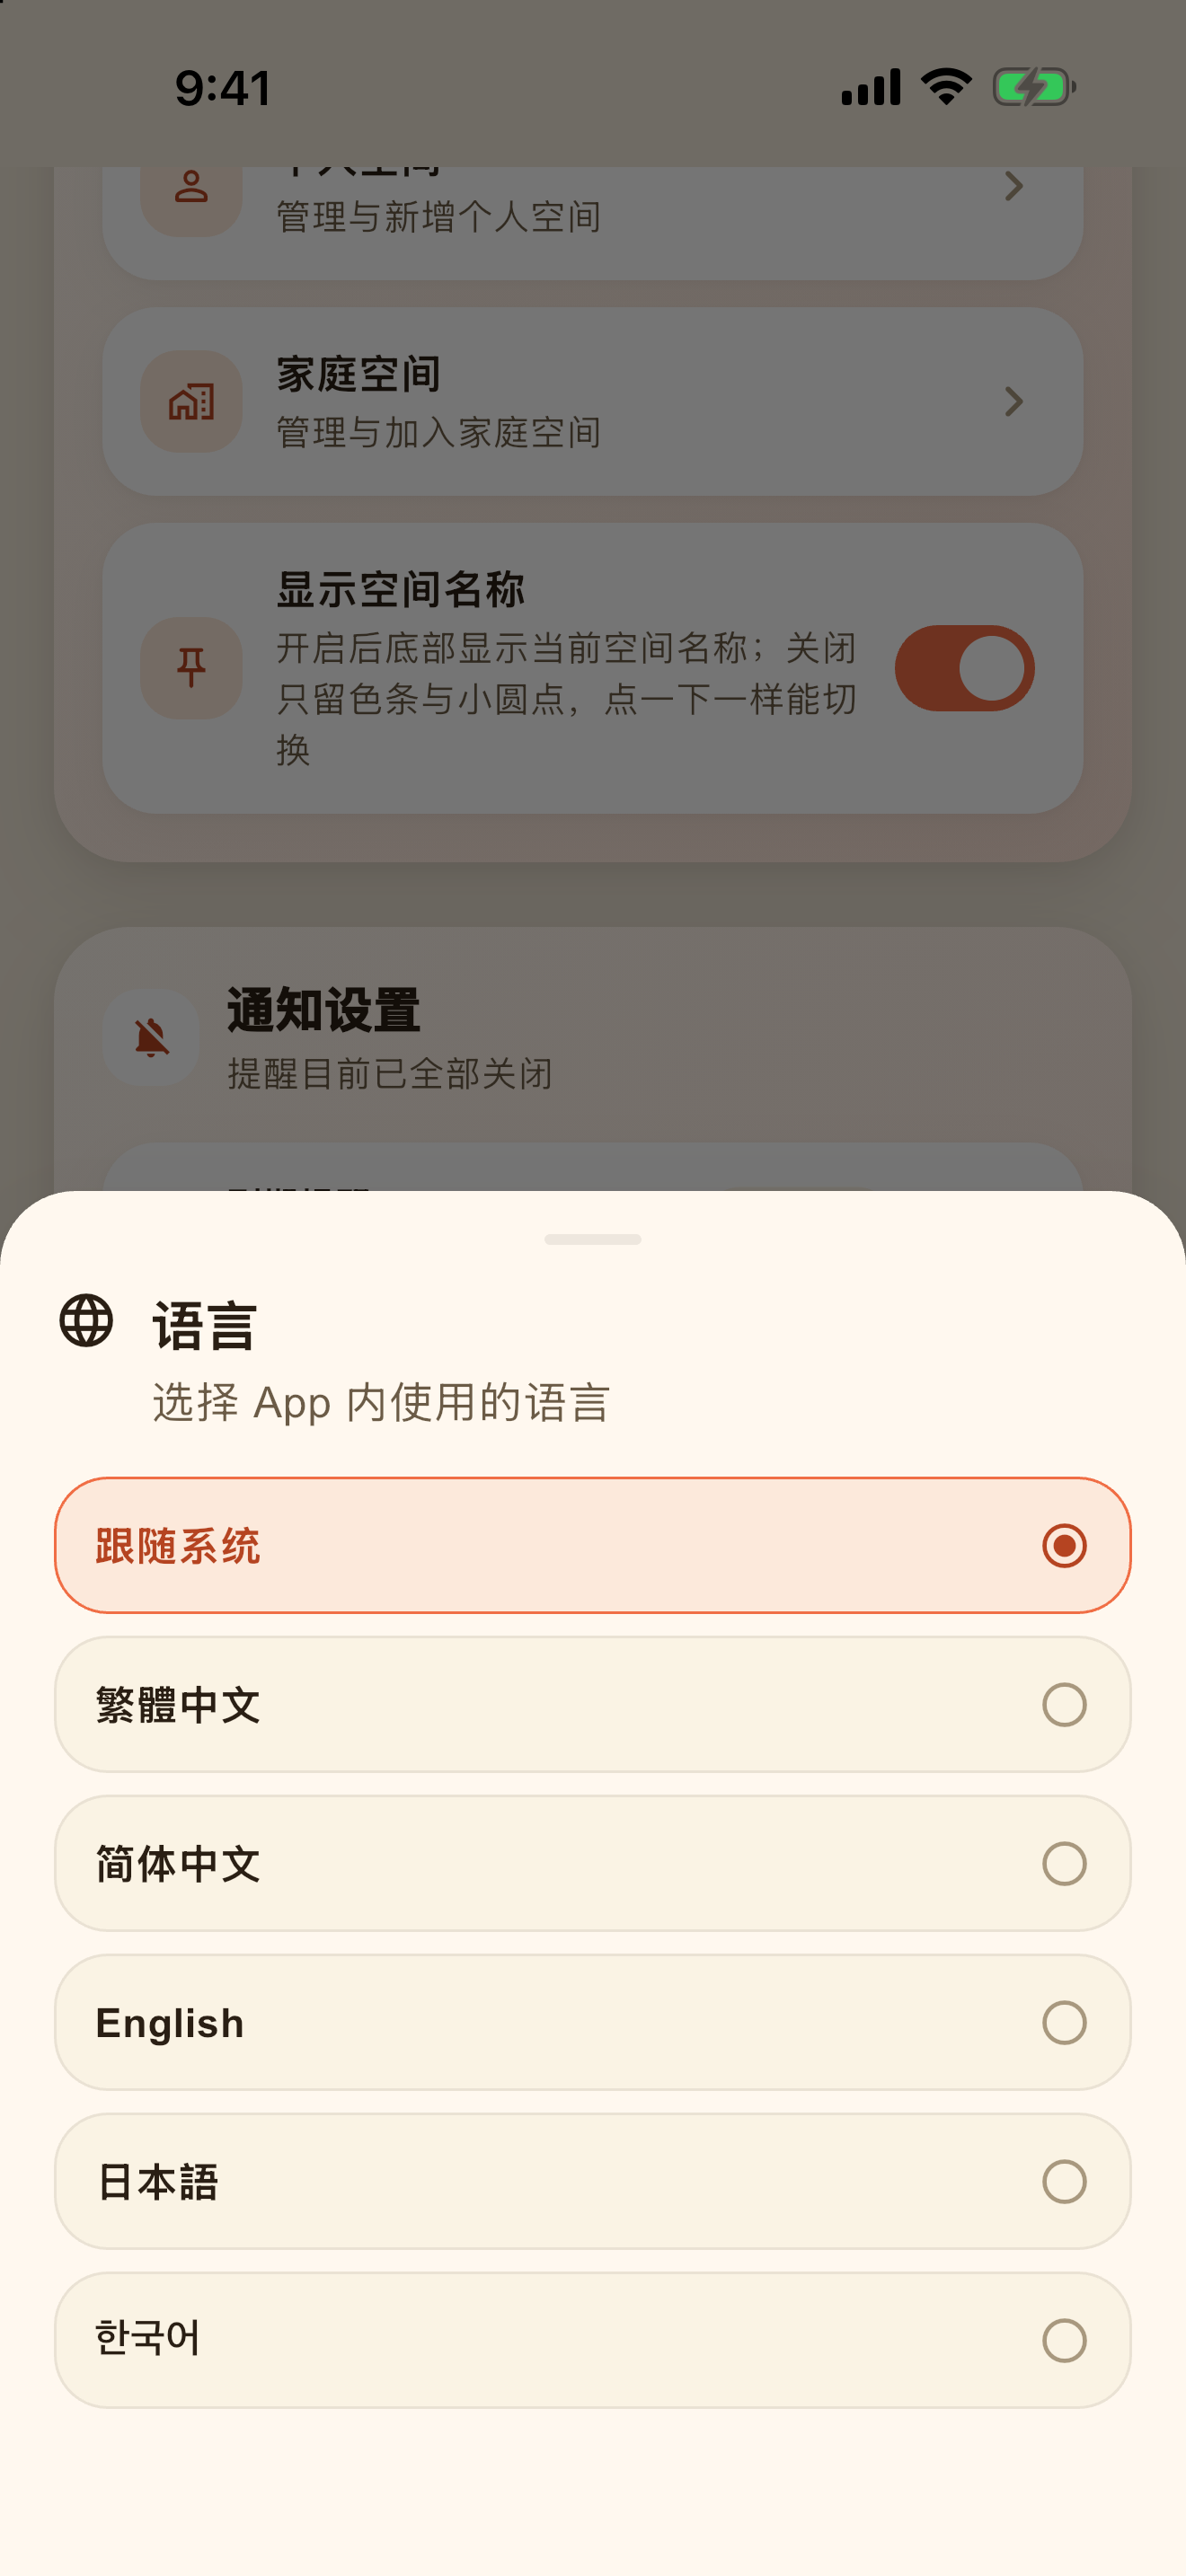 9:41
个人空间
管理与新增个人空间
家庭空间
管理与加入家庭空间
显示空间名称
开启后底部显示当前空间名称；关闭
只留色条与小圆点，点一下一样能切
换
通知设置
提醒目前已全部关闭
语言
选择 App 内使用的语言
跟随系统
繁體中文
简体中文
English
日本語
한국어